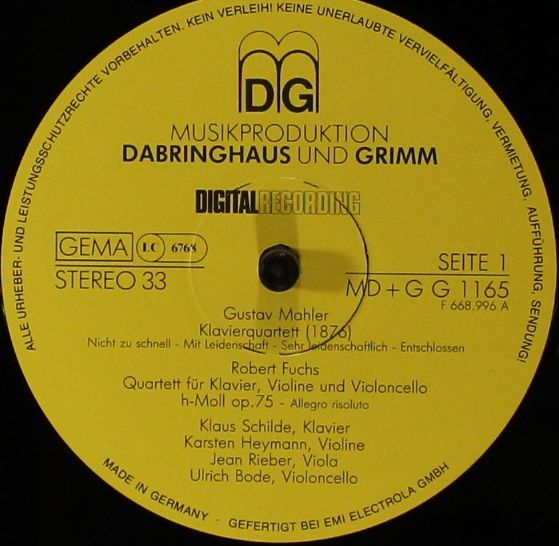 ALLE URHEBER- UND LEISTUNGSSCHUTZRECHTE VORBEHALTEN. KEIN VERLEIH! KEINE UNERLAUBTE VERVIELFÄLTIGUNG, VERMIETUNG, AUFFÜHRUNG, SENDUNG!
DG
MUSIKPRODUKTION
DABRINGHAUS UND GRIMM
DIGITAL RECORDING
GEMA LC 6768
STEREO 33
SEITE 1
MD + G G 1165
F 668.996 A
Gustav Mahler
Klavierquartett (1876)
Nicht zu schnell - Mit Leidenschaft - Sehr leidenschaftlich - Entschlossen
Robert Fuchs
Quartett für Klavier, Violine und Violoncello
h-Moll op.75 - Allegro risoluto
Klaus Schilde, Klavier
Karsten Heymann, Violine
Jean Rieber, Viola
Ulrich Bode, Violoncello
MADE IN GERMANY · GEFERTIGT BEI EMI ELECTROLA GMBH